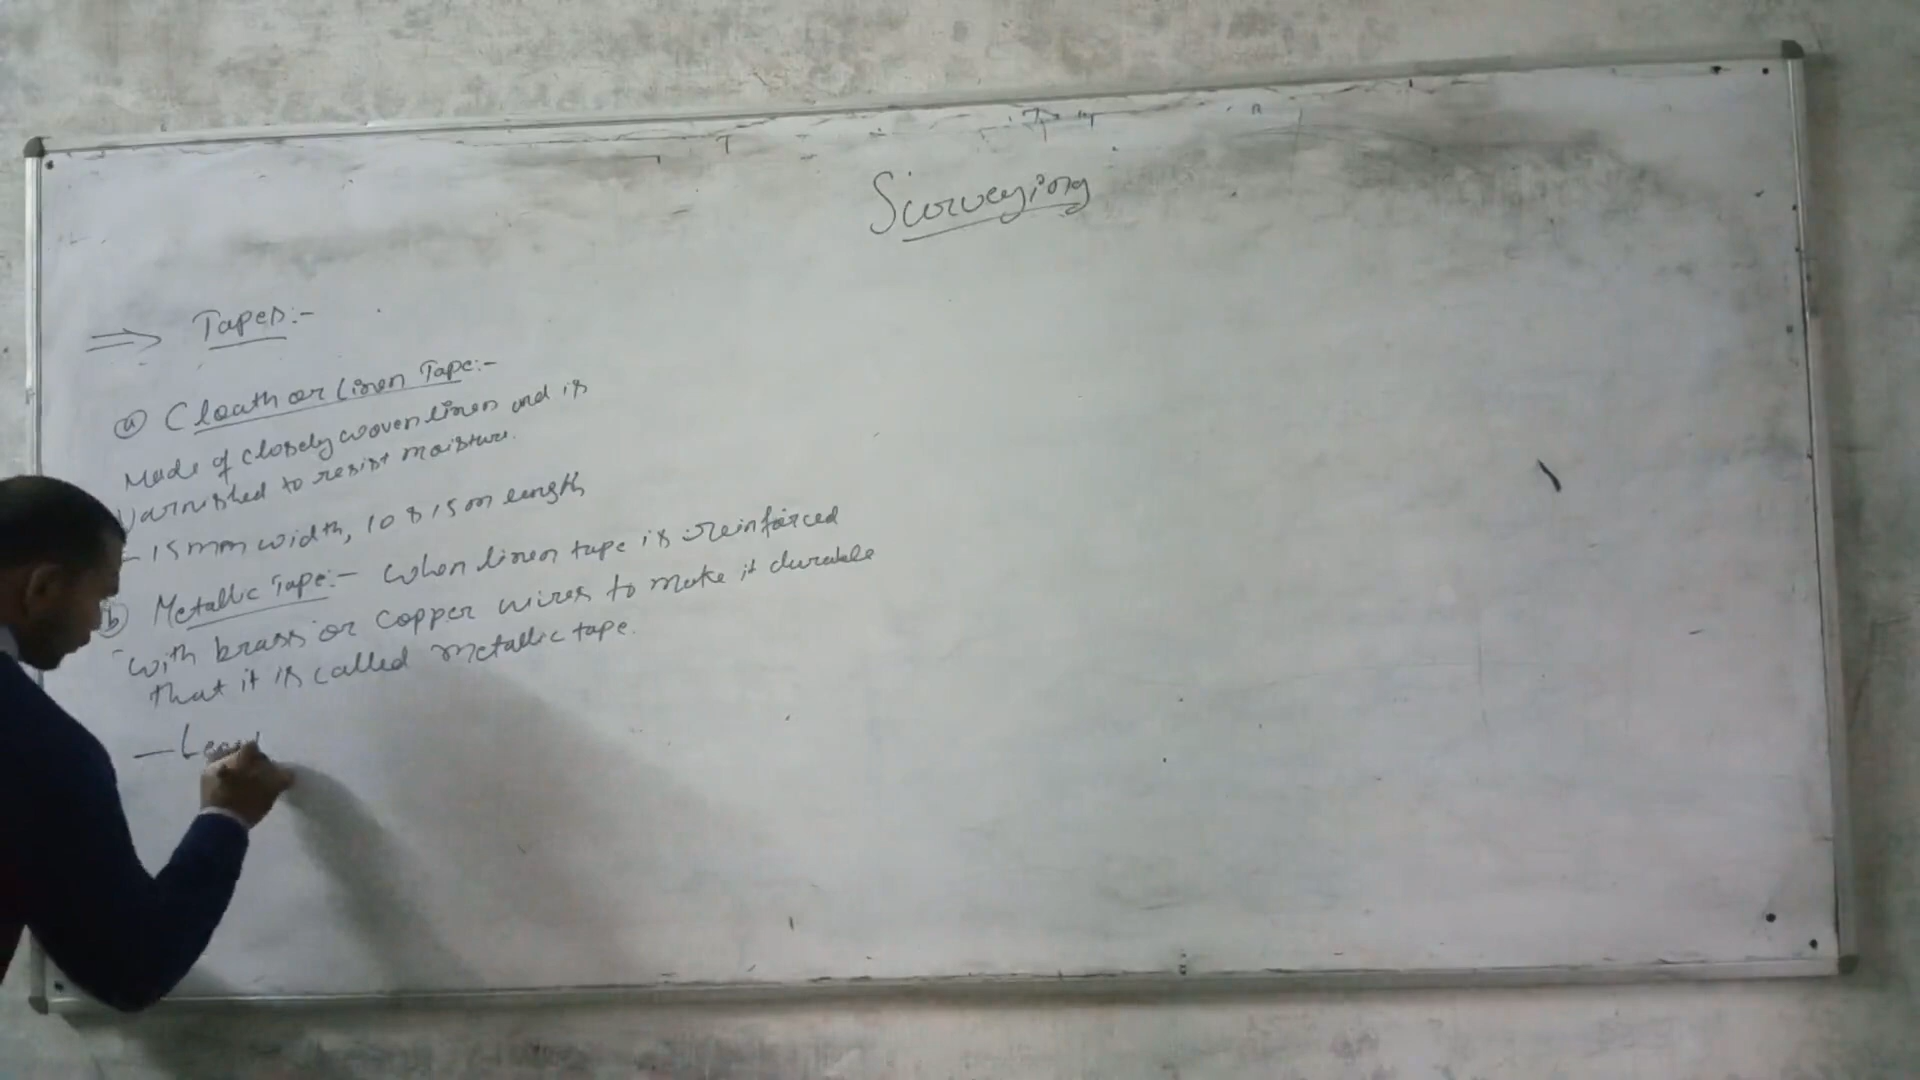 Surveying
⇒ Tapes:-
(a) Cloath or Linen Tape:-
Made of closely woven linen and is
varnished to resist moisture.
- 15 mm width, 10 & 15 m length
(b) Metallic Tape:- When linen tape is reinforced
with brass or copper wires to make it durable
that it is called metallic tape.
-